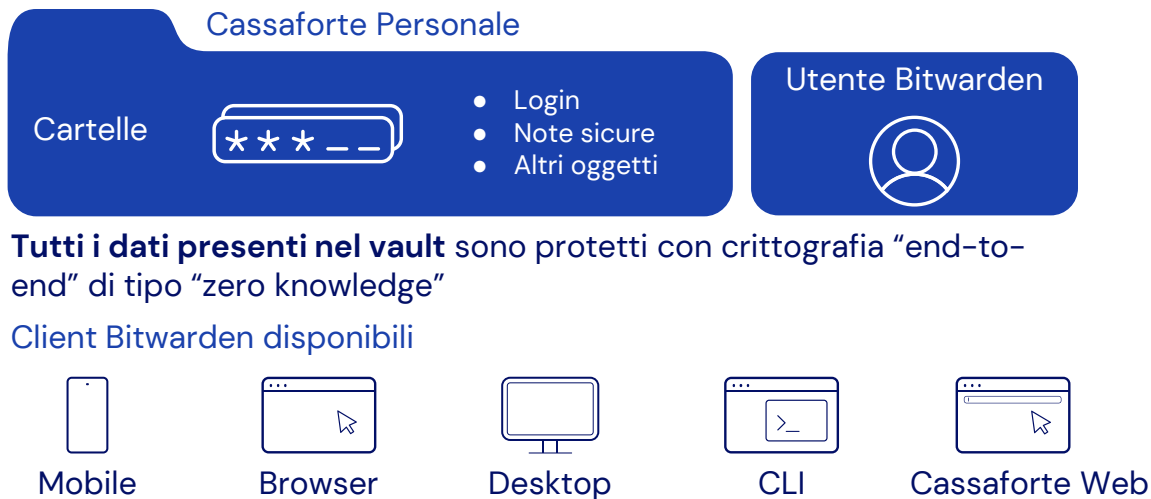 Cassaforte Personale
Cartelle
***__
● Login
● Note sicure
● Altri oggetti
Utente Bitwarden
Tutti i dati presenti nel vault sono protetti con crittografia “end-to-
end” di tipo “zero knowledge”
Client Bitwarden disponibili
>_
Mobile
Browser
Desktop
CLI
Cassaforte Web